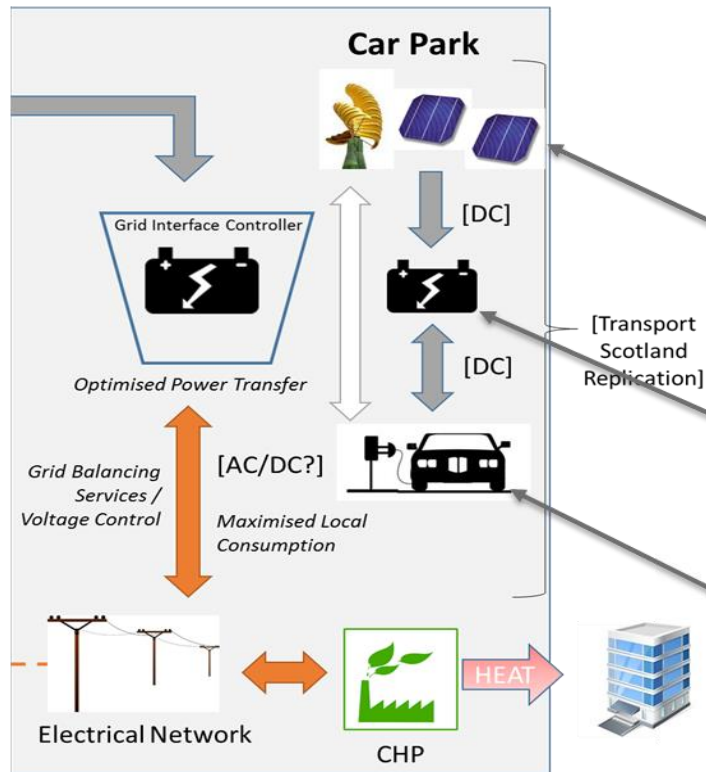 Car Park
Grid Interface Controller
[DC]
[Transport
Scotland
Replication]
[DC]
Optimised Power Transfer
Grid Balancing
Services /
Voltage Control
[AC/DC?]
Maximised Local
Consumption
HEAT
Electrical Network
CHP